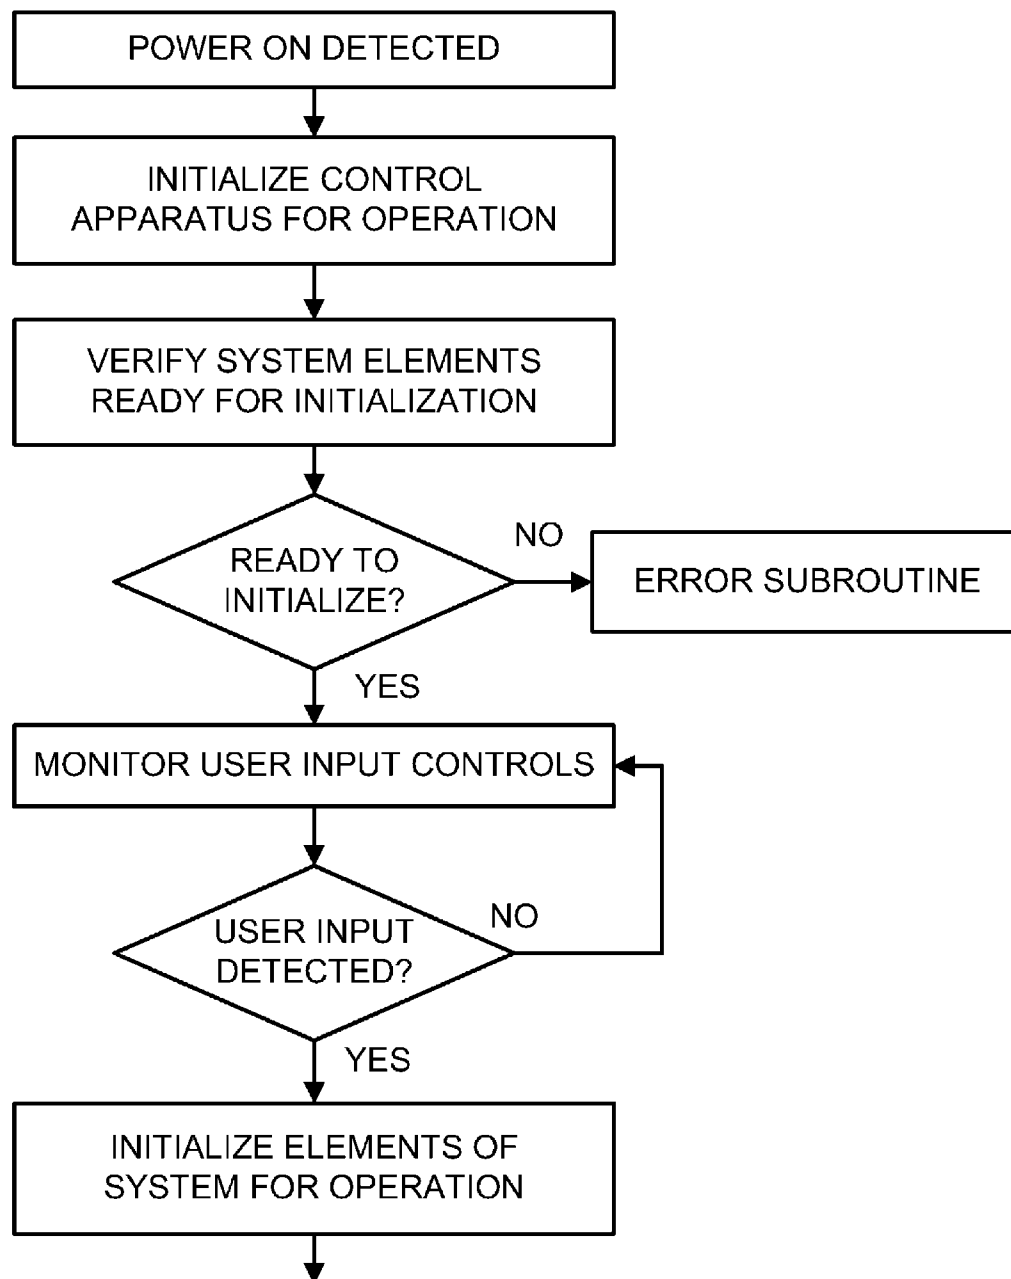 POWER ON DETECTED
INITIALIZE CONTROL
APPARATUS FOR OPERATION
VERIFY SYSTEM ELEMENTS
READY FOR INITIALIZATION
READY TO
INITIALIZE?
NO
ERROR SUBROUTINE
YES
MONITOR USER INPUT CONTROLS
USER INPUT
DETECTED?
NO
YES
INITIALIZE ELEMENTS OF
SYSTEM FOR OPERATION